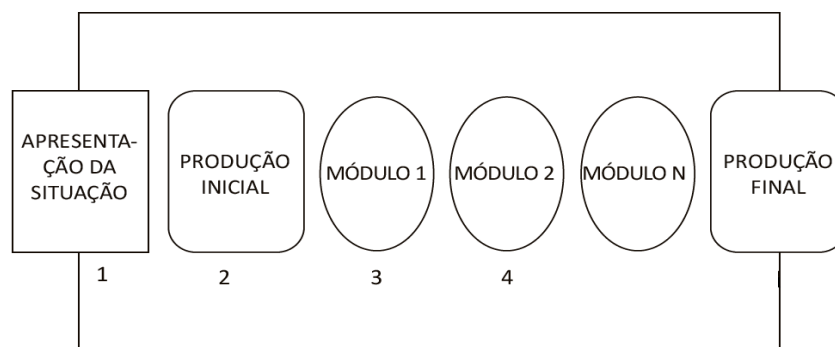 APRESENTA-
ÇÃO DA
SITUAÇÃO
PRODUÇÃO
INICIAL
MÓDULO 1
MÓDULO 2
MÓDULO N
PRODUÇÃO
FINAL
1
2
3
4